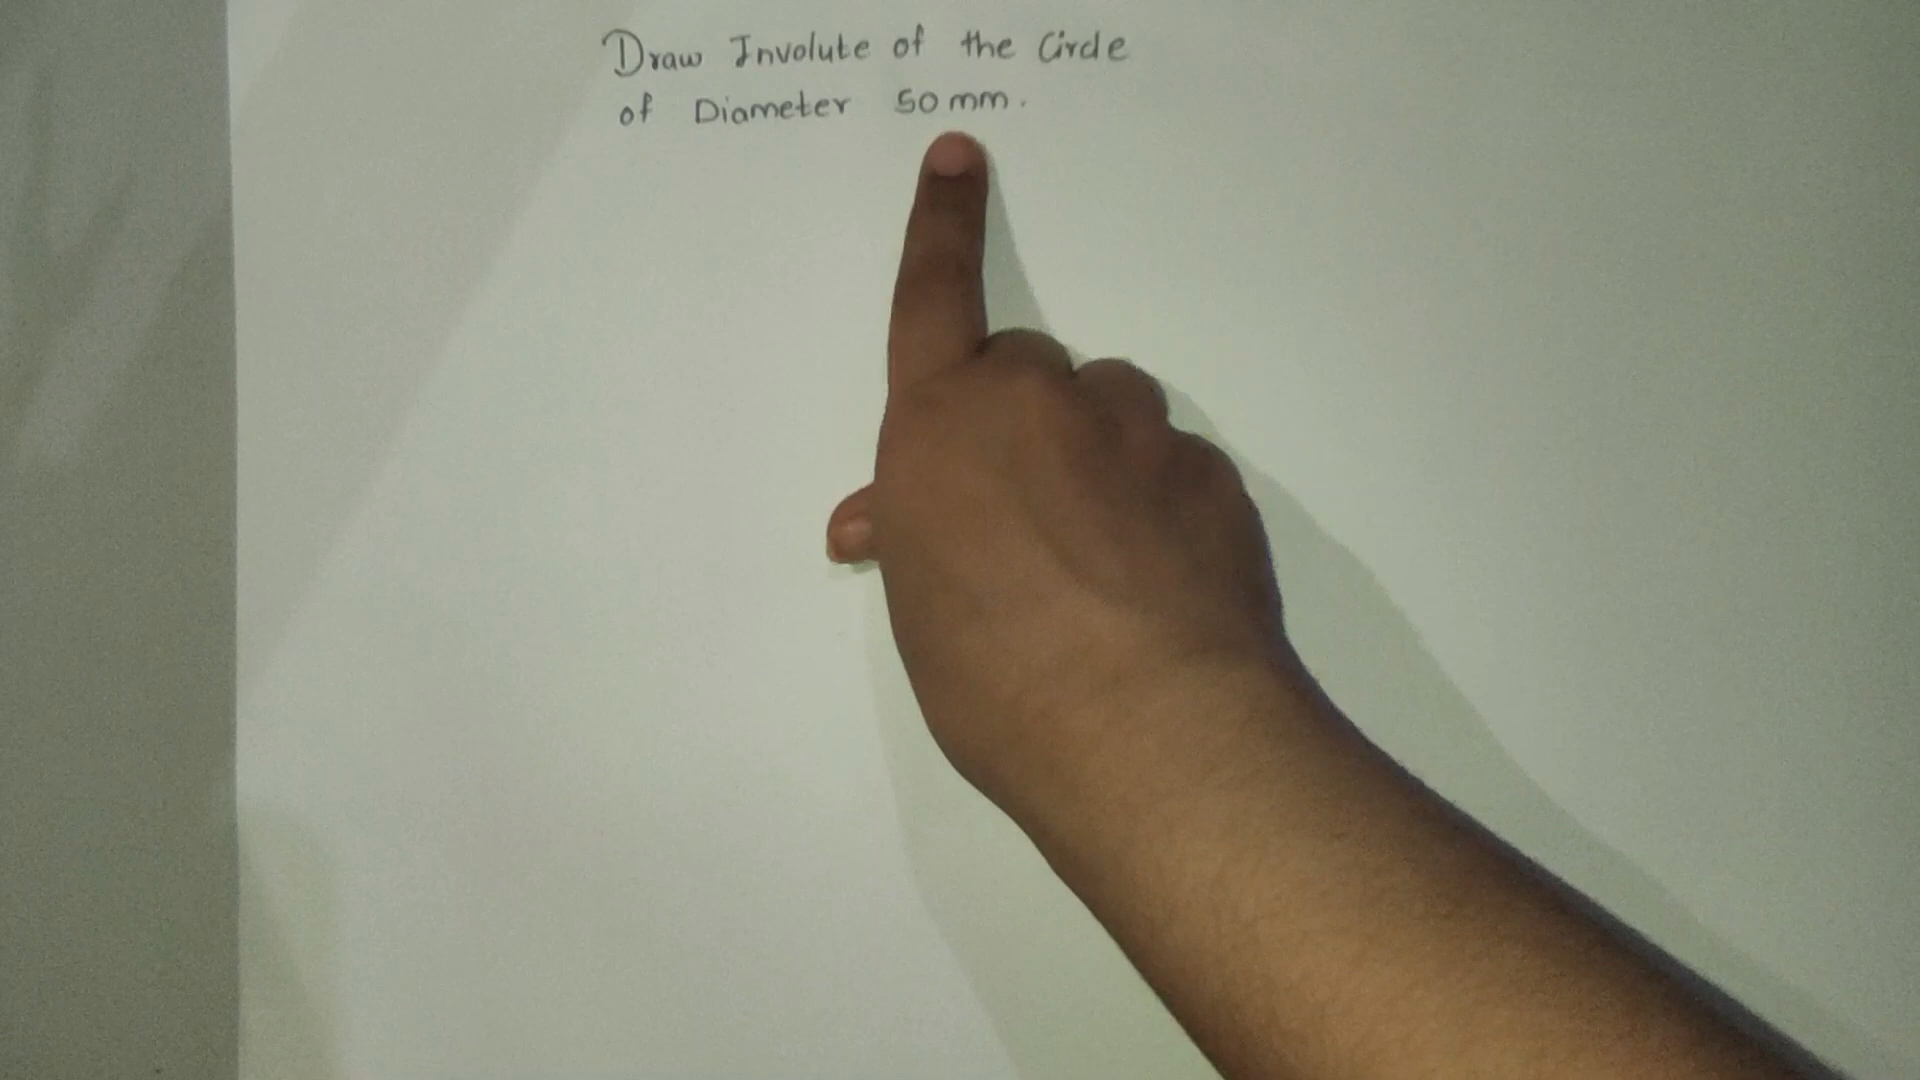 Draw Involute of the Circle
of Diameter 50 mm.